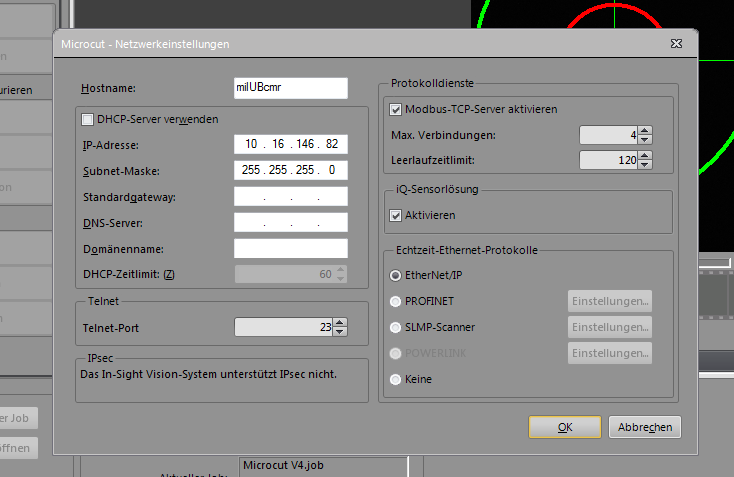 Microcut - Netzwerkeinstellungen
Hostname: milUBcmr
DHCP-Server verwenden
IP-Adresse: 10 . 16 . 146 . 82
Subnet-Maske: 255 . 255 . 255 . 0
Standardgateway: . . .
DNS-Server: . . .
Domänenname:
DHCP-Zeitlimit: (Z) 60
Telnet
Telnet-Port 23
IPsec
Das In-Sight Vision-System unterstützt IPsec nicht.
Protokolldienste
Modbus-TCP-Server aktivieren
Max. Verbindungen: 4
Leerlaufzeitlimit: 120
iQ-Sensorlösung
Aktivieren
Echtzeit-Ethernet-Protokolle
EtherNet/IP
PROFINET Einstellungen...
SLMP-Scanner Einstellungen...
POWERLINK Einstellungen...
Keine
OK Abbrechen
urieren
on
er Job
öffnen
Aktueller Job: Microcut V4.job